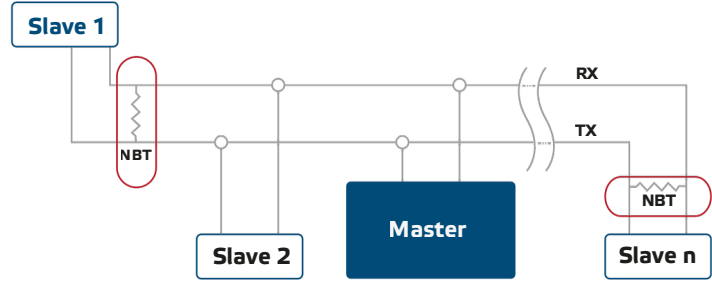 Slave 1
RX
TX
NBT
NBT
Master
Slave 2
Slave n